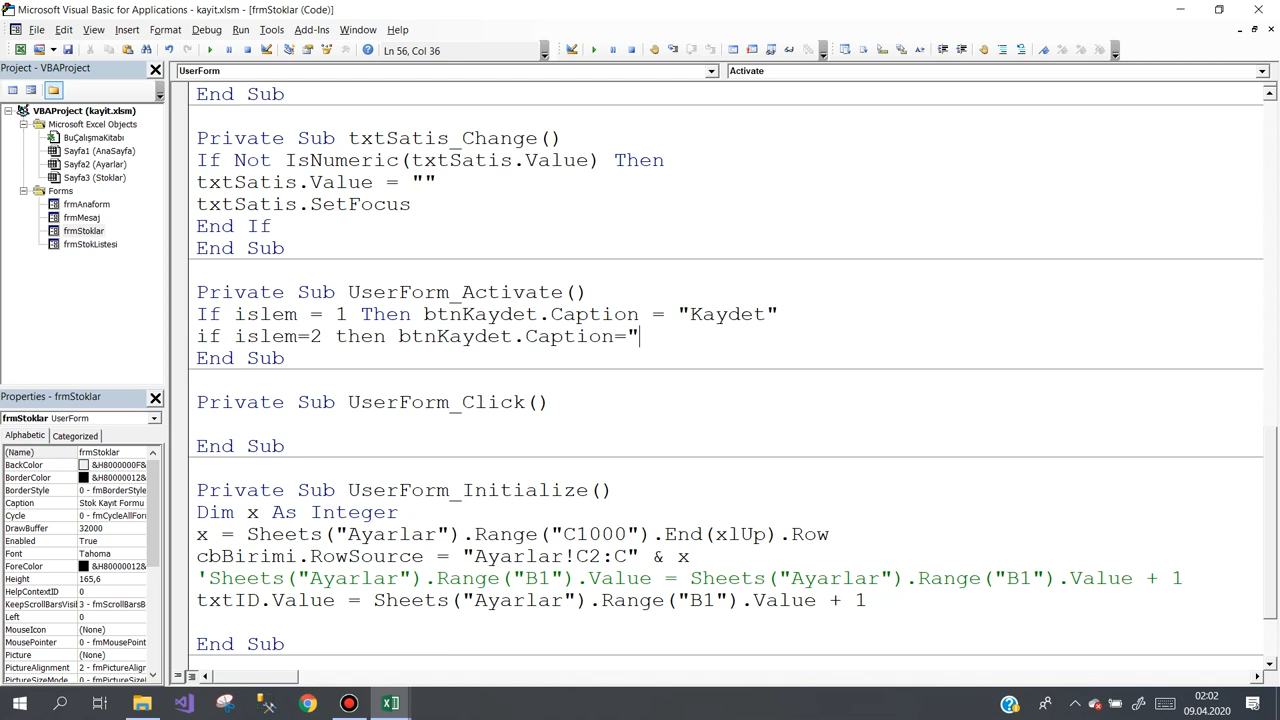 Microsoft Visual Basic for Applications - kayit.xlsm - [frmStoklar (Code)]
File Edit View Insert Format Debug Run Tools Add-Ins Window Help
Ln 56, Col 36
Project - VBAProject
VBAProject (kayit.xlsm)
Microsoft Excel Objects
BuÇalışmaKitabı
Sayfa1 (AnaSayfa)
Sayfa2 (Ayarlar)
Sayfa3 (Stoklar)
Forms
frmAnaform
frmMesaj
frmStoklar
frmStokListesi
Properties - frmStoklar
frmStoklar UserForm
Alphabetic Categorized
(Name) frmStoklar
BackColor &H8000000F&
BorderColor &H80000012&
BorderStyle 0 - fmBorderStyle
Caption Stok Kayıt Formu
Cycle 0 - fmCycleAllForm
DrawBuffer 32000
Enabled True
Font Tahoma
ForeColor &H80000012&
Height 165,6
HelpContextID 0
KeepScrollBarsVisi 3 - fmScrollBarsB
Left 0
MouseIcon (None)
MousePointer 0 - fmMousePoint
Picture (None)
PictureAlignment 2 - fmPictureAlign
PictureSizeMode 0 - fmPictureSize
UserForm Activate
End Sub
Private Sub txtSatis_Change()
If Not IsNumeric(txtSatis.Value) Then
txtSatis.Value = ""
txtSatis.SetFocus
End If
End Sub
Private Sub UserForm_Activate()
If islem = 1 Then btnKaydet.Caption = "Kaydet"
if islem=2 then btnKaydet.Caption="
End Sub
Private Sub UserForm_Click()
End Sub
Private Sub UserForm_Initialize()
Dim x As Integer
x = Sheets("Ayarlar").Range("C1000").End(xlUp).Row
cbBirimi.RowSource = "Ayarlar!C2:C" & x
'Sheets("Ayarlar").Range("B1").Value = Sheets("Ayarlar").Range("B1").Value + 1
txtID.Value = Sheets("Ayarlar").Range("B1").Value + 1
End Sub
02:02
09.04.2020